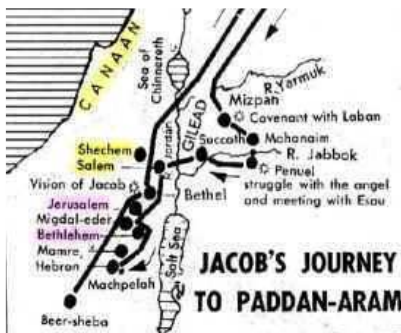 CANAAN
Sea of
Chinnereth
R. Yarmuk
Mizpah
Covenant with Laban
GILEAD
Succoth
Mahanaim
R. Jabbok
Shechem
Salem
R. Jordan
Penuel
struggle with the angel
and meeting with Esau
Vision of Jacob
Bethel
Jerusalem
Migdal-eder
Bethlehem
Mamre,
Hebron
Machpelah
Salt Sea
Beer-sheba
JACOB'S JOURNEY
TO PADDAN-ARAM